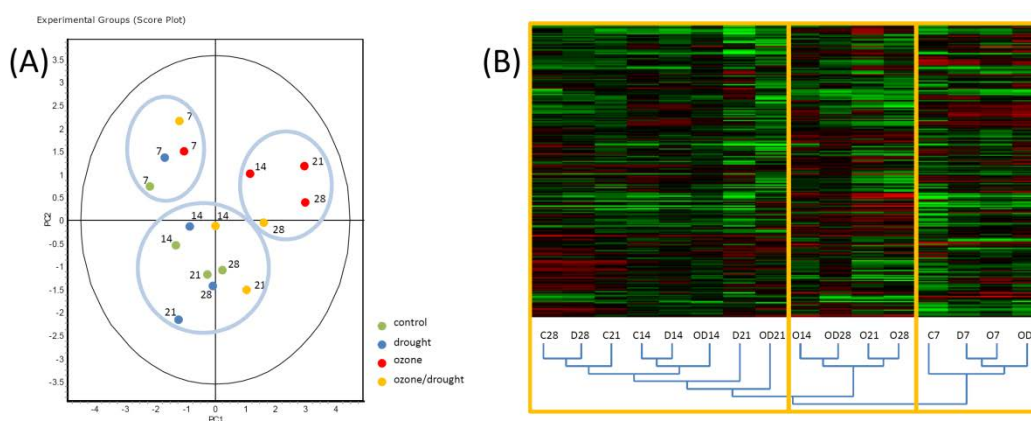 Experimental Groups (Score Plot)
(A)
3.5
3
2.5
2
1.5
1
0.5
0
-0.5
-1
-1.5
-2
-2.5
-3
-3.5
PC2
-4 -3 -2 -1 0 1 2 3 4
PC1
7
7
7
7
14
21
28
28
14
14
14
21
28
28
21
21
control
drought
ozone
ozone/drought
(B)
C28 D28 C21 C14 D14 OD14 D21 OD21 O14 OD28 O21 O28 C7 D7 O7 OD